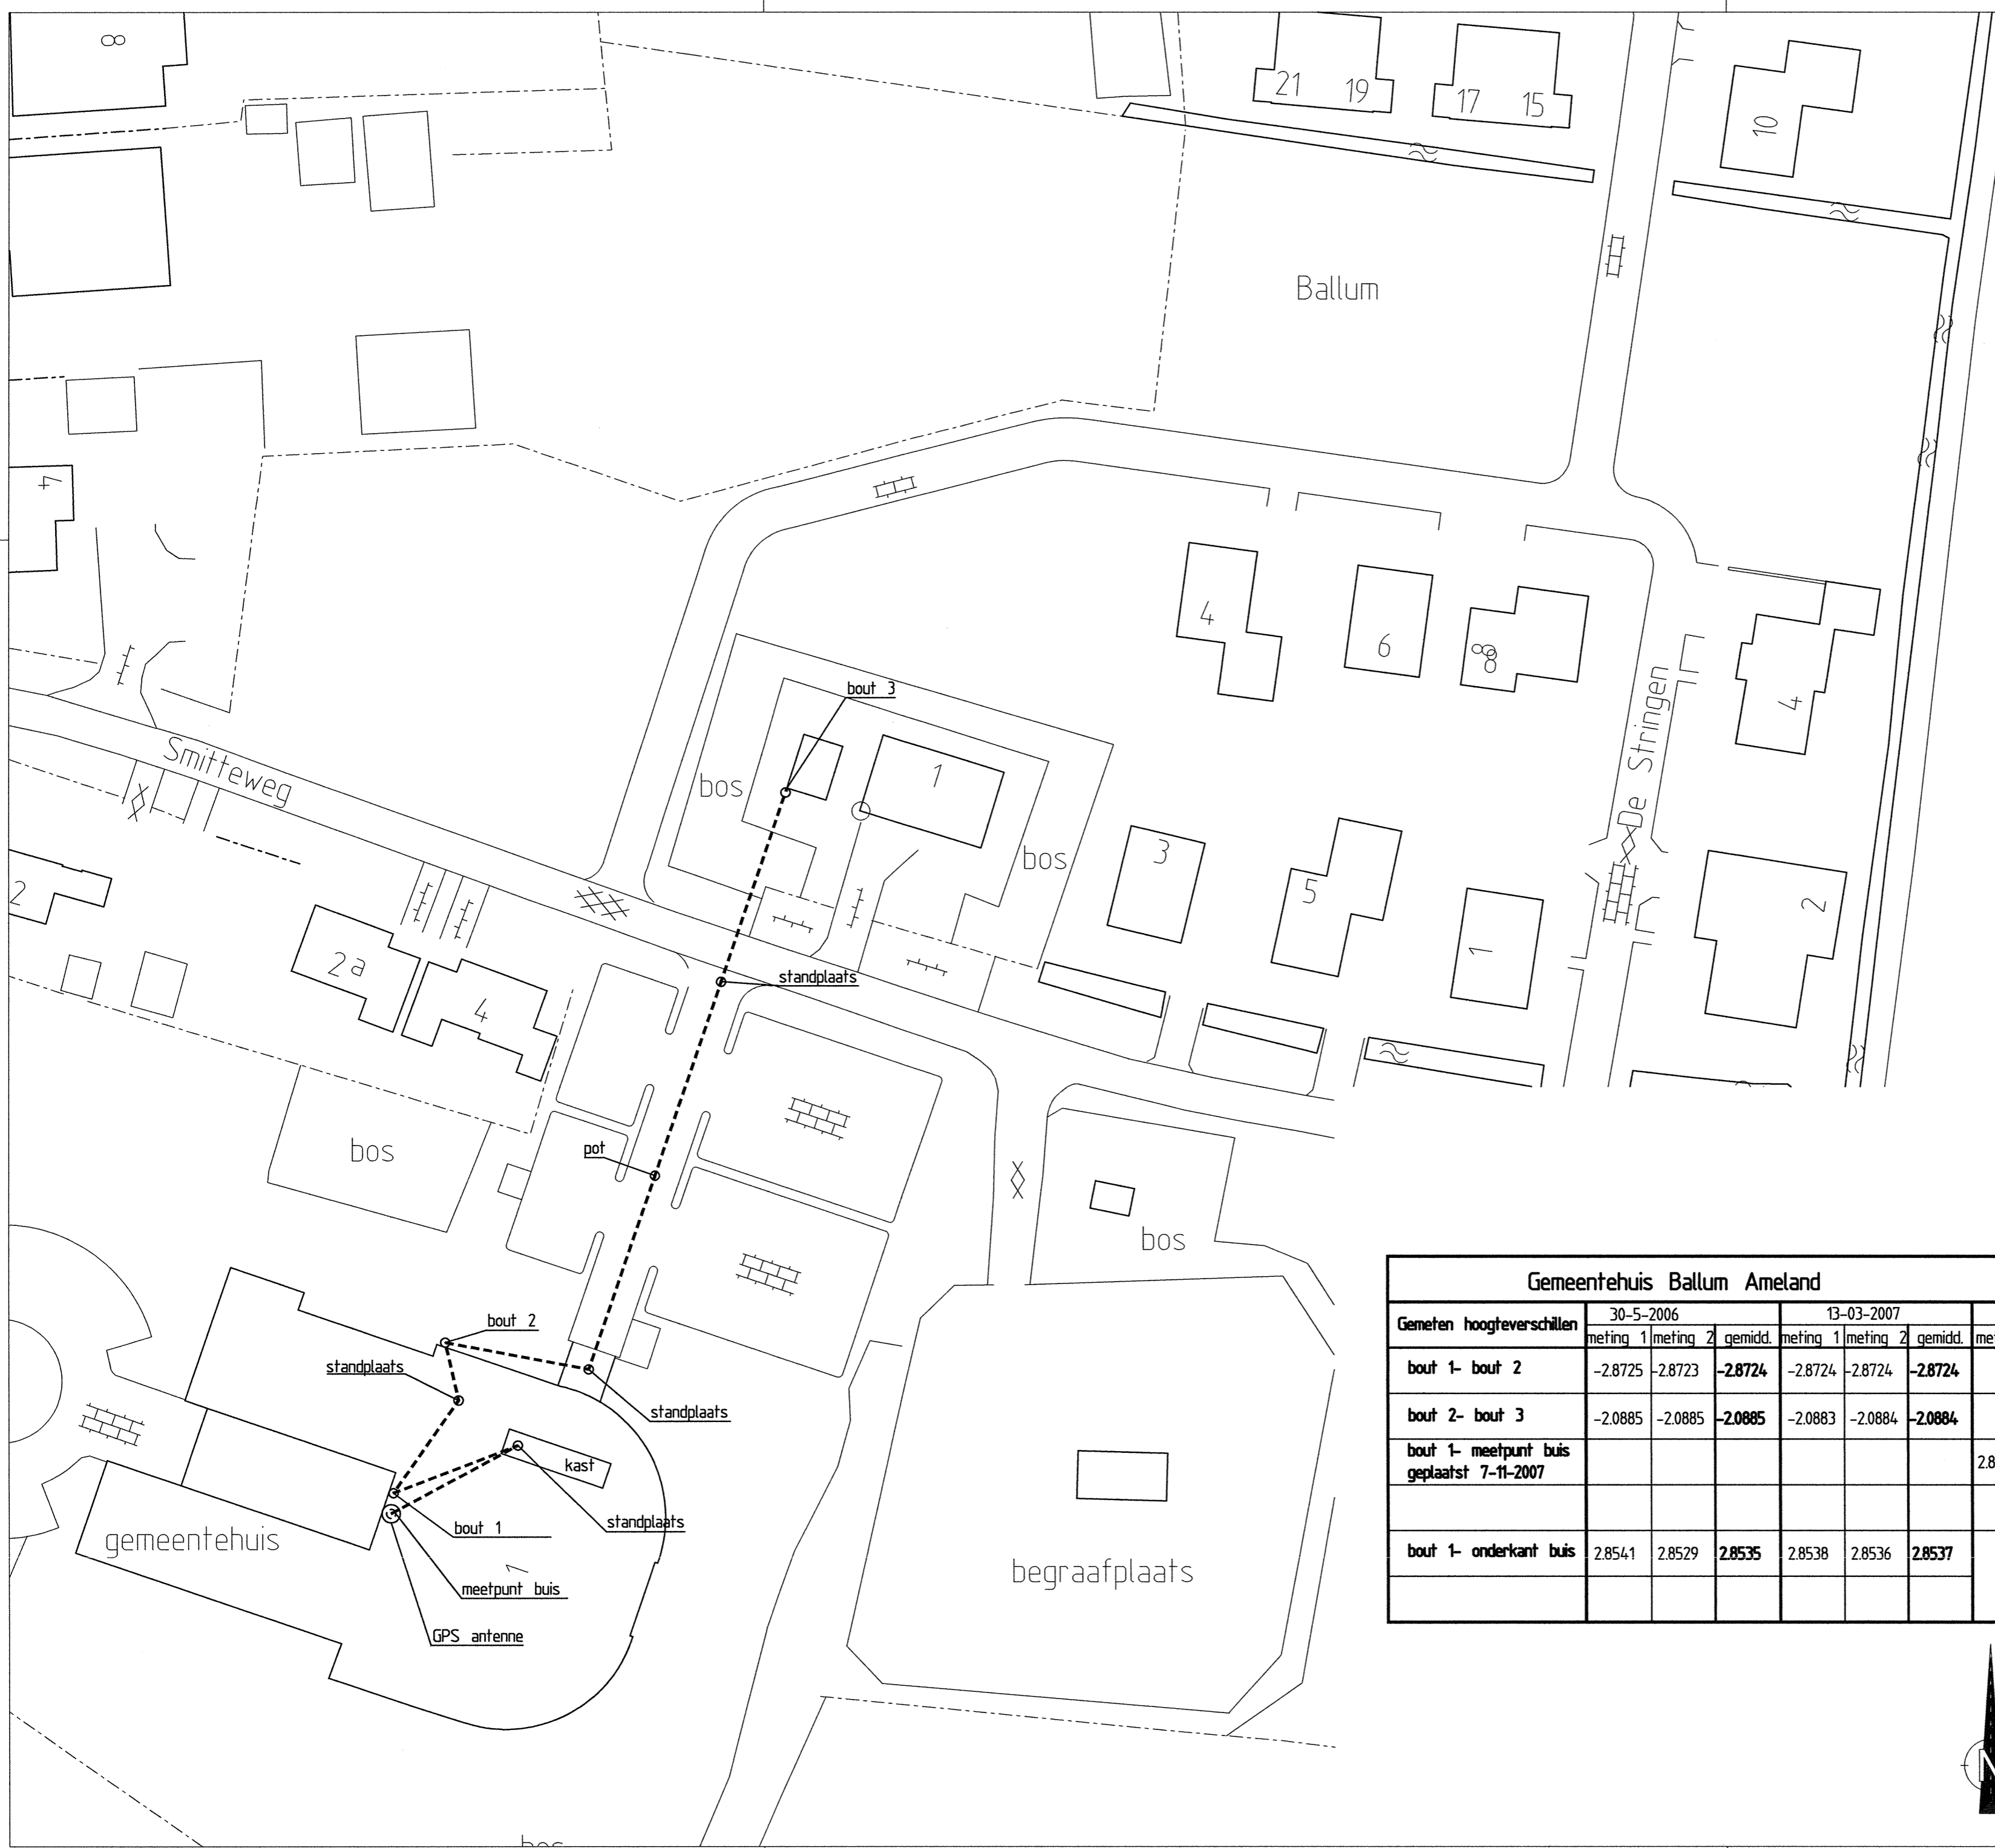 8
21 19 17 15
10
Ballum
7
4
6
8
8
4
De Stringen
bout 3
Smitteweg
bos
1
bos
3
5
1
2
2
2a
4
standplaats
bos
pot
bos
bout 2
standplaats
standplaats
kast
standplaats
bout 1
gemeentehuis
1
meetpunt buis
GPS antenne
begraafplaats
Gemeentehuis Ballum Ameland
Gemeten hoogteverschillen 30-5-2006 13-03-2007
meting 1 meting 2 gemidd. meting 1 meting 2 gemidd.
bout 1- bout 2 -2.8725 -2.8723 -2.8724 -2.8724 -2.8724 -2.8724
bout 2- bout 3 -2.0885 -2.0885 -2.0885 -2.0883 -2.0884 -2.0884
bout 1- meetpunt buis
geplaatst 7-11-2007
bout 1- onderkant buis 2.8541 2.8529 2.8535 2.8538 2.8536 2.8537
N